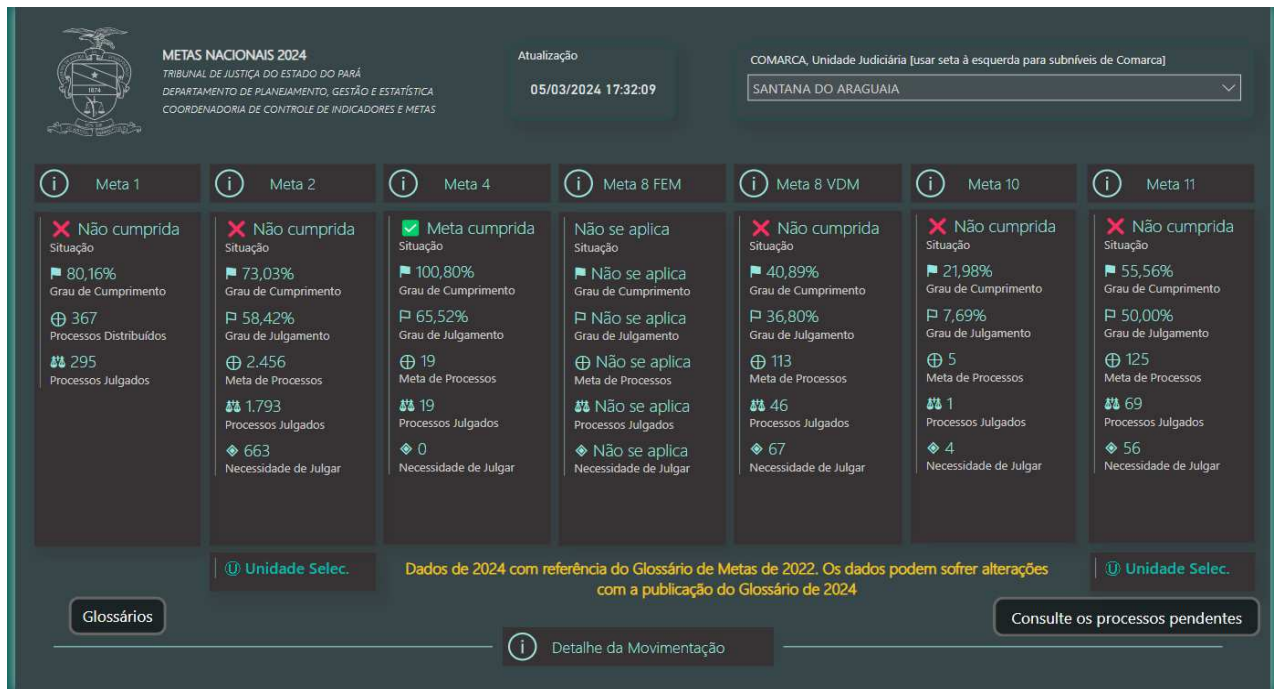 METAS NACIONAIS 2024
TRIBUNAL DE JUSTIÇA DO ESTADO DO PARÁ
DEPARTAMENTO DE PLANEJAMENTO, GESTÃO E ESTATÍSTICA
COORDENADORIA DE CONTROLE DE INDICADORES E METAS
Atualização
05/03/2024 17:32:09
COMARCA, Unidade Judiciária [usar seta à esquerda para subníveis de Comarca]
SANTANA DO ARAGUAIA
Meta 1
Não cumprida
Situação
80,16%
Grau de Cumprimento
367
Processos Distribuídos
295
Processos Julgados
Meta 2
Não cumprida
Situação
73,03%
Grau de Cumprimento
58,42%
Grau de Julgamento
2.456
Meta de Processos
1.793
Processos Julgados
663
Necessidade de Julgar
Unidade Selec.
Meta 4
Meta cumprida
Situação
100,80%
Grau de Cumprimento
65,52%
Grau de Julgamento
19
Meta de Processos
19
Processos Julgados
0
Necessidade de Julgar
Meta 8 FEM
Não se aplica
Situação
Não se aplica
Grau de Cumprimento
Não se aplica
Grau de Julgamento
Não se aplica
Meta de Processos
Não se aplica
Processos Julgados
Não se aplica
Necessidade de Julgar
Meta 8 VDM
Não cumprida
Situação
40,89%
Grau de Cumprimento
36,80%
Grau de Julgamento
113
Meta de Processos
46
Processos Julgados
67
Necessidade de Julgar
Meta 10
Não cumprida
Situação
21,98%
Grau de Cumprimento
7,69%
Grau de Julgamento
5
Meta de Processos
1
Processos Julgados
4
Necessidade de Julgar
Meta 11
Não cumprida
Situação
55,56%
Grau de Cumprimento
50,00%
Grau de Julgamento
125
Meta de Processos
69
Processos Julgados
56
Necessidade de Julgar
Unidade Selec.
Dados de 2024 com referência do Glossário de Metas de 2022. Os dados podem sofrer alterações
com a publicação do Glossário de 2024
Glossários
Consulte os processos pendentes
Detalhe da Movimentação